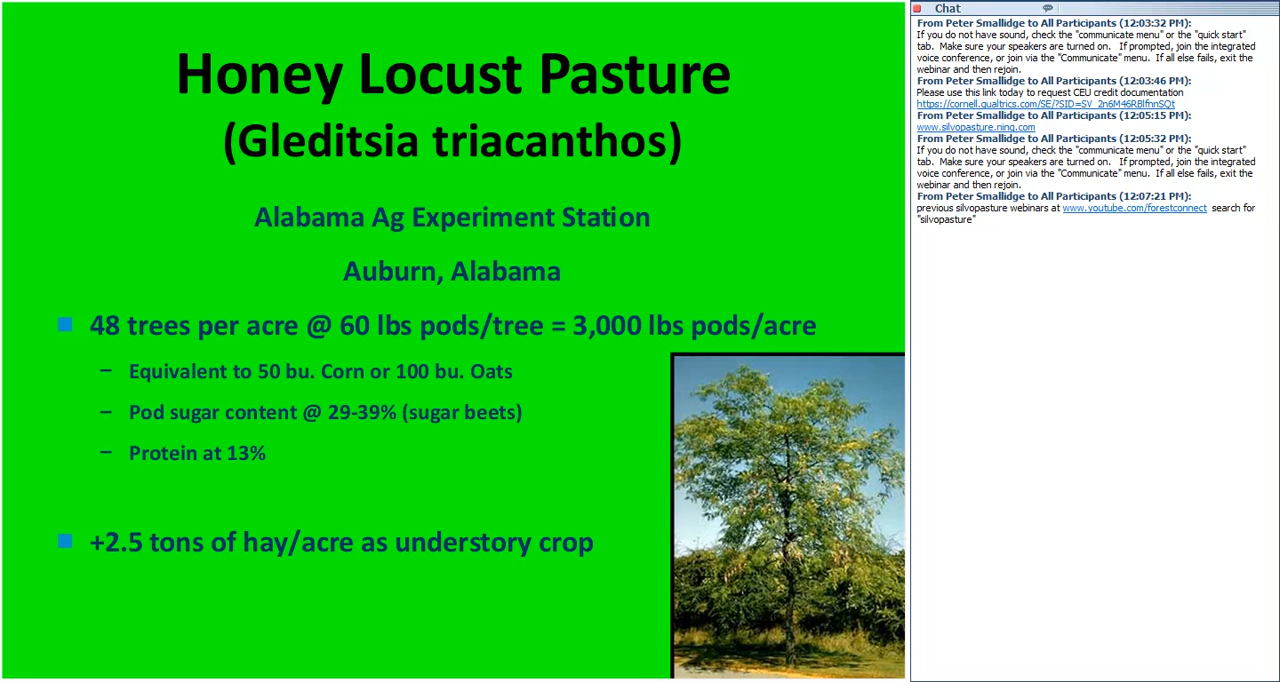 Honey Locust Pasture
(Gleditsia triacanthos)
Alabama Ag Experiment Station
Auburn, Alabama
48 trees per acre @ 60 lbs pods/tree = 3,000 lbs pods/acre
– Equivalent to 50 bu. Corn or 100 bu. Oats
– Pod sugar content @ 29-39% (sugar beets)
– Protein at 13%
+2.5 tons of hay/acre as understory crop
Chat
From Peter Smallidge to All Participants (12:03:32 PM):
If you do not have sound, check the "communicate menu" or the "quick start"
tab. Make sure your speakers are turned on. If prompted, join the integrated
voice conference, or join via the "Communicate" menu. If all else fails, exit the
webinar and then rejoin.
From Peter Smallidge to All Participants (12:03:46 PM):
Please use this link today to request CEU credit documentation
https://cornell.qualtrics.com/SE/?SID=SV_2n6M46RBlfnnSQt
From Peter Smallidge to All Participants (12:05:15 PM):
www.silvopasture.ning.com
From Peter Smallidge to All Participants (12:05:32 PM):
If you do not have sound, check the "communicate menu" or the "quick start"
tab. Make sure your speakers are turned on. If prompted, join the integrated
voice conference, or join via the "Communicate" menu. If all else fails, exit the
webinar and then rejoin.
From Peter Smallidge to All Participants (12:07:21 PM):
previous silvopasture webinars at www.youtube.com/forestconnect search for
"silvopasture"